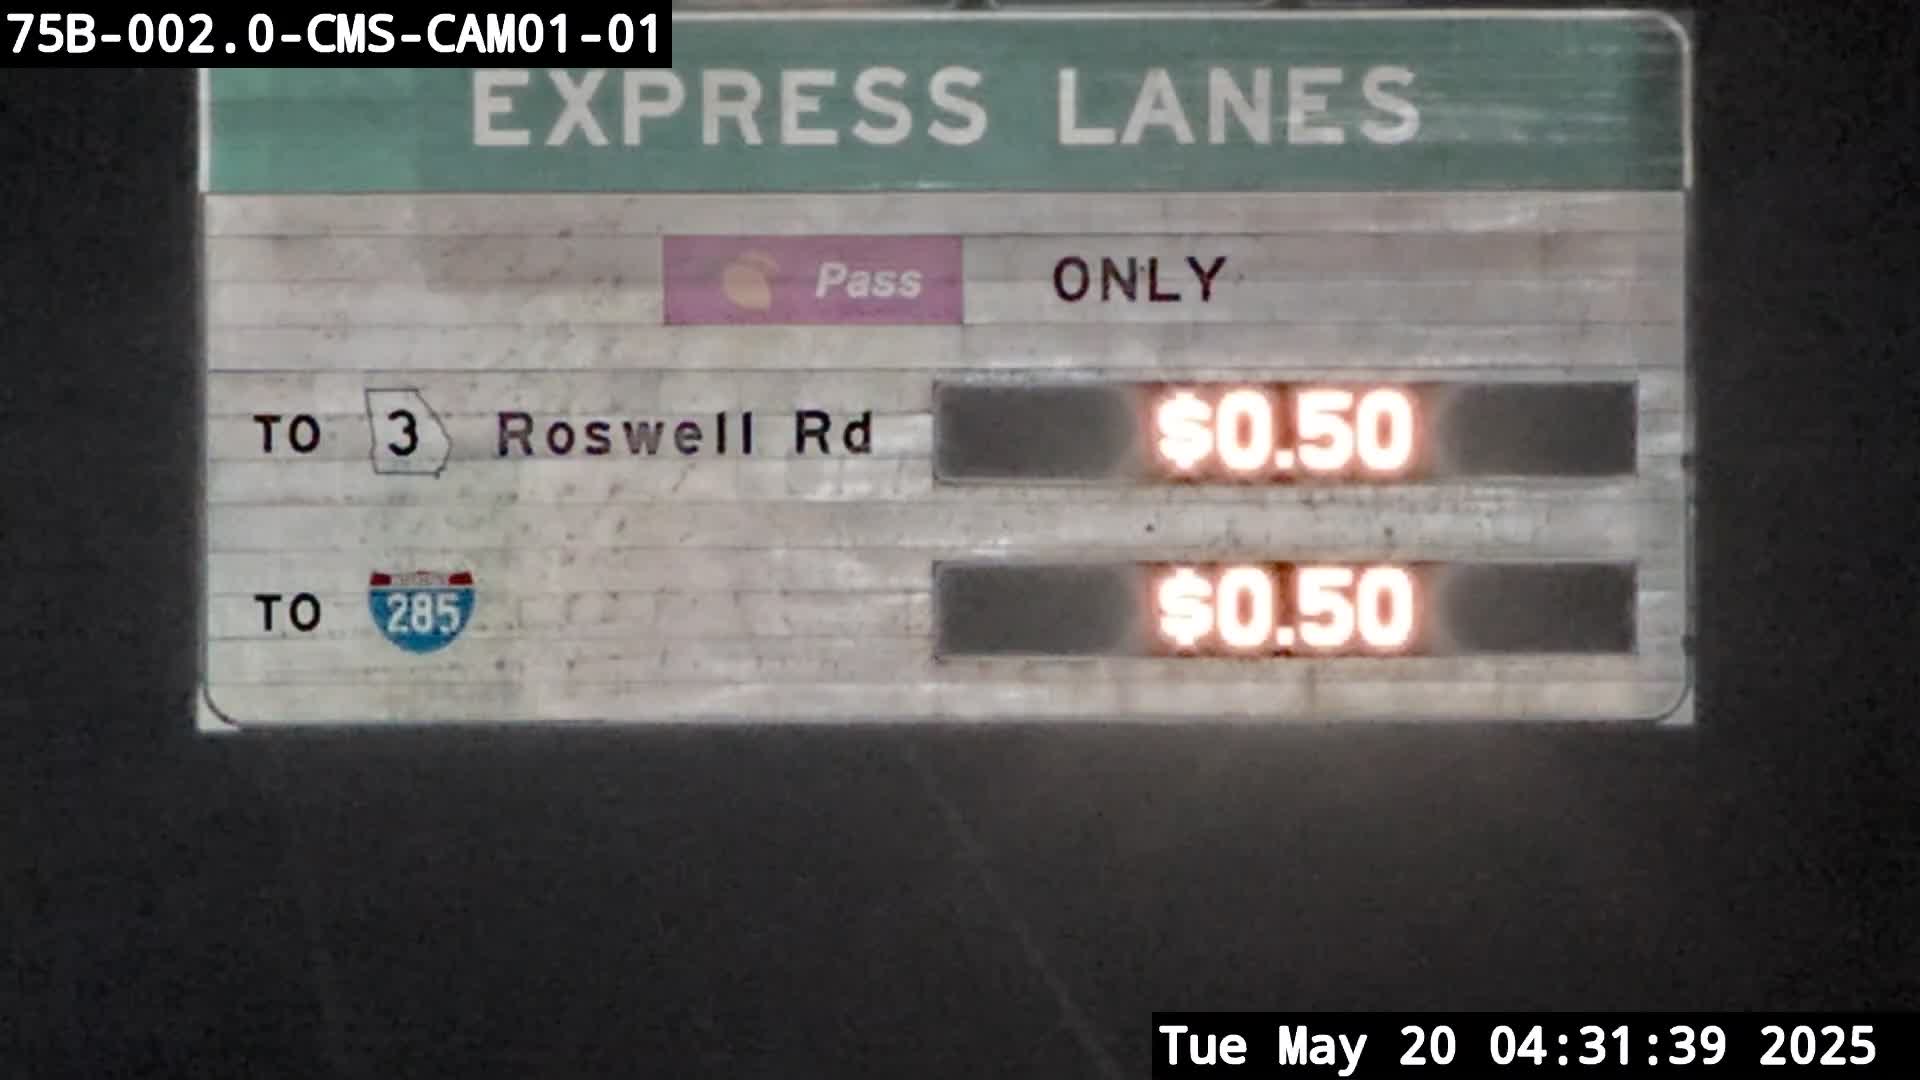 75B-002.0-CMS-CAM01-01
EXPRESS LANES
Pass ONLY
TO 3 Roswell Rd $0.50
TO 285 $0.50
Tue May 20 04:31:39 2025